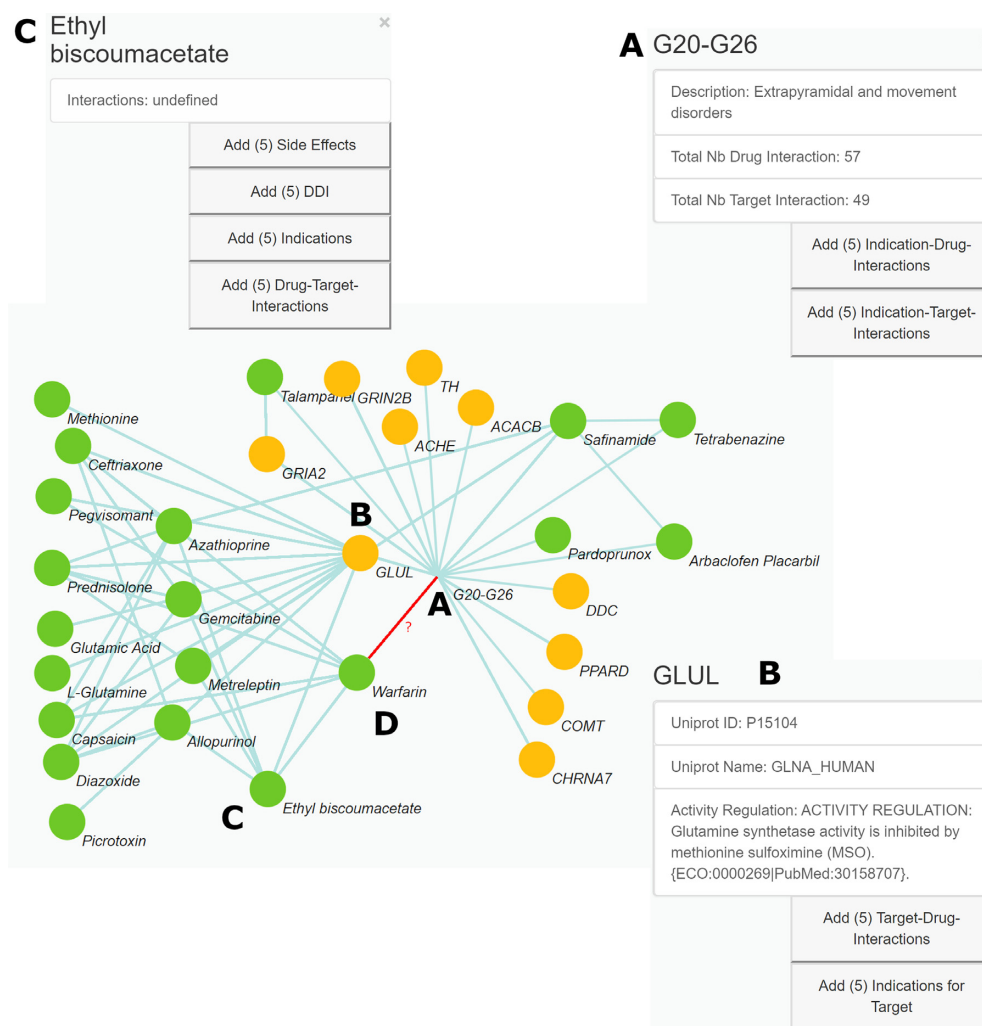 C
Ethyl
biscoumacetate
×
Interactions: undefined
Add (5) Side Effects
Add (5) DDI
Add (5) Indications
Add (5) Drug-Target-
Interactions
A
G20-G26
Description: Extrapyramidal and movement
disorders
Total Nb Drug Interaction: 57
Total Nb Target Interaction: 49
Add (5) Indication-Drug-
Interactions
Add (5) Indication-Target-
Interactions
Methionine
Ceftriaxone
Pegvisomant
Azathioprine
Prednisolone
Gemcitabine
Glutamic Acid
L-Glutamine
Metreleptin
Capsaicin
Allopurinol
Diazoxide
Picrotoxin
Talampanel
GRIN2B
TH
ACHE
ACACB
GRIA2
Safinamide
Tetrabenazine
B
GLUL
A
G20-G26
?
Pardoprunox
Arbaclofen Placarbil
DDC
PPARD
COMT
CHRNA7
Warfarin
D
C
Ethyl biscoumacetate
GLUL
B
Uniprot ID: P15104
Uniprot Name: GLNA_HUMAN
Activity Regulation: ACTIVITY REGULATION:
Glutamine synthetase activity is inhibited by
methionine sulfoximine (MSO).
{ECO:0000269|PubMed:30158707}.
Add (5) Target-Drug-
Interactions
Add (5) Indications for
Target